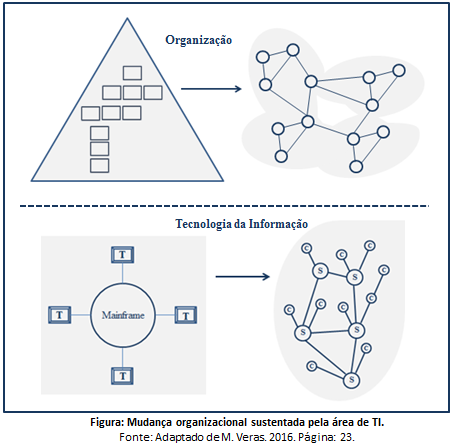 Organização
Tecnologia da Informação
T
T
Mainframe
T
T
C
C
C
C
S
S
C
C
C
C
S
S
C
C
S
Figura: Mudança organizacional sustentada pela área de TI.
Fonte: Adaptado de M. Veras. 2016. Página: 23.